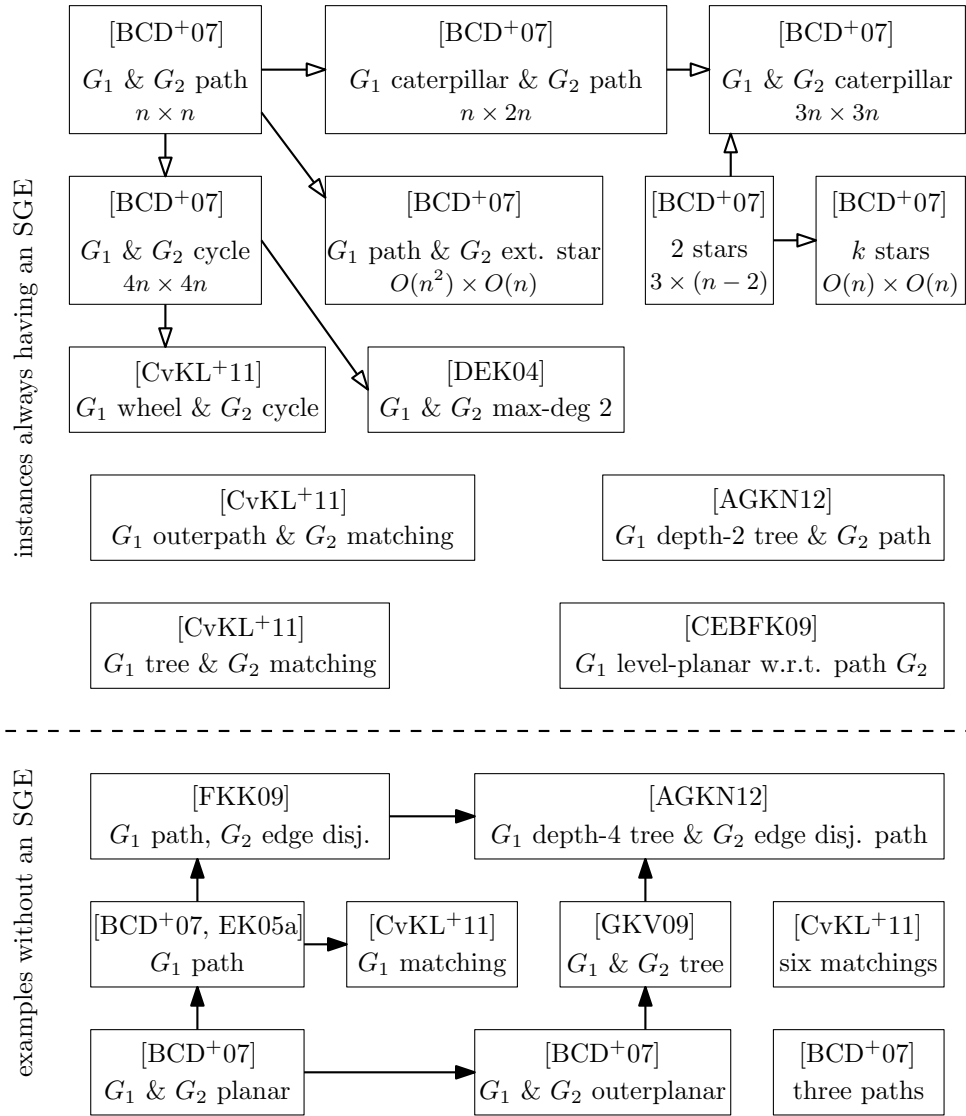 instances always having an SGE
[BCD+07]
G1 & G2 path
n × n
[BCD+07]
G1 caterpillar & G2 path
n × 2n
[BCD+07]
G1 & G2 caterpillar
3n × 3n
[BCD+07]
G1 & G2 cycle
4n × 4n
[BCD+07]
G1 path & G2 ext. star
O(n²) × O(n)
[BCD+07]
2 stars
3 × (n − 2)
[BCD+07]
k stars
O(n) × O(n)
[CvKL+11]
G1 wheel & G2 cycle
[DEK04]
G1 & G2 max-deg 2
[CvKL+11]
G1 outerpath & G2 matching
[AGKN12]
G1 depth-2 tree & G2 path
[CvKL+11]
G1 tree & G2 matching
[CEBFK09]
G1 level-planar w.r.t. path G2
examples without an SGE
[FKK09]
G1 path, G2 edge disj.
[AGKN12]
G1 depth-4 tree & G2 edge disj. path
[BCD+07, EK05a]
G1 path
[CvKL+11]
G1 matching
[GKV09]
G1 & G2 tree
[CvKL+11]
six matchings
[BCD+07]
G1 & G2 planar
[BCD+07]
G1 & G2 outerplanar
[BCD+07]
three paths